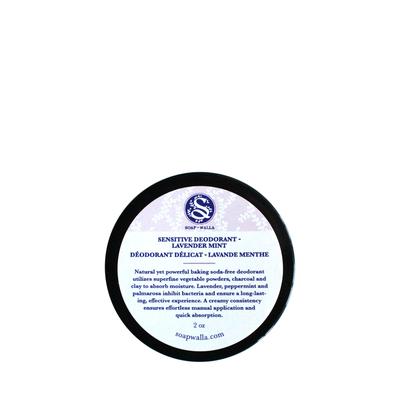 S
SOAP • WALLA
SENSITIVE DEODORANT -
LAVENDER MINT
DÉODORANT DÉLICAT - LAVANDE MENTHE
Natural yet powerful baking soda-free deodorant
utilizes superfine vegetable powders, charcoal and
clay to absorb moisture. Lavender, peppermint and
palmarosa inhibit bacteria and ensure a long-last-
ing, effective experience. A creamy consistency
ensures effortless manual application and
quick absorption.
2 oz
soapwalla.com